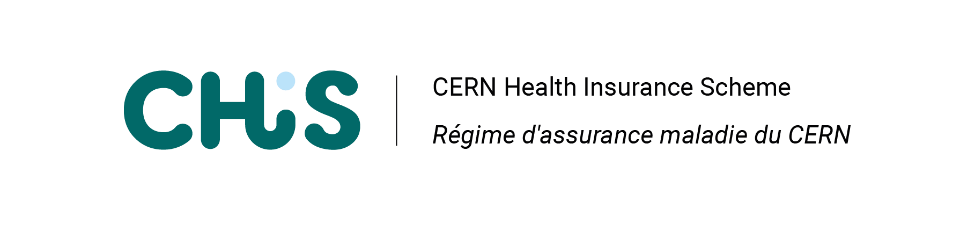 CHiS
CERN Health Insurance Scheme
Régime d'assurance maladie du CERN